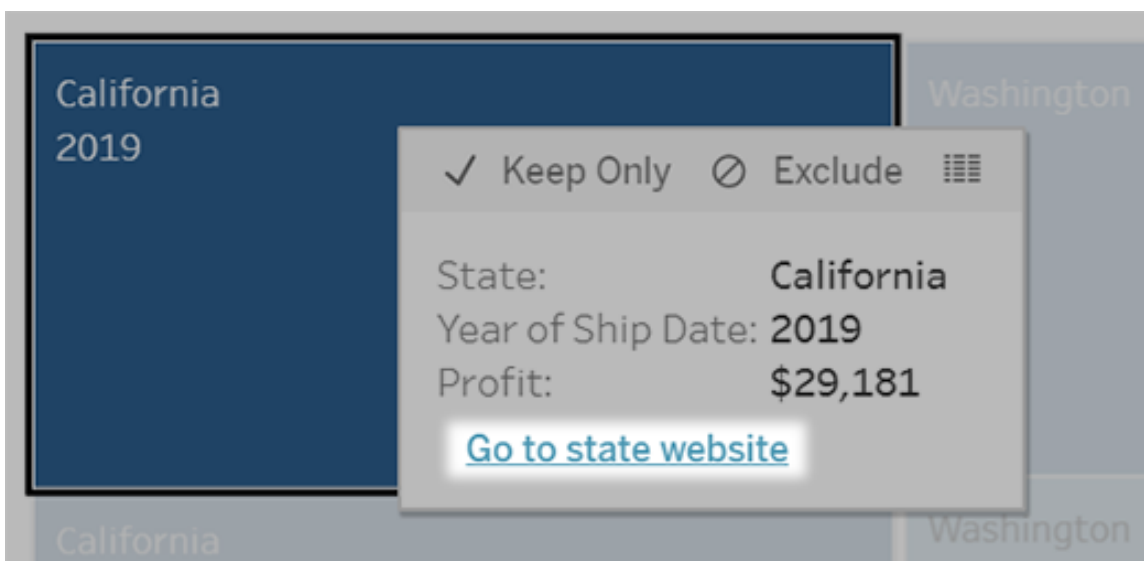 California
2019
Washington
Keep Only Exclude
State: California
Year of Ship Date: 2019
Profit: $29,181
Go to state website
California
Washington